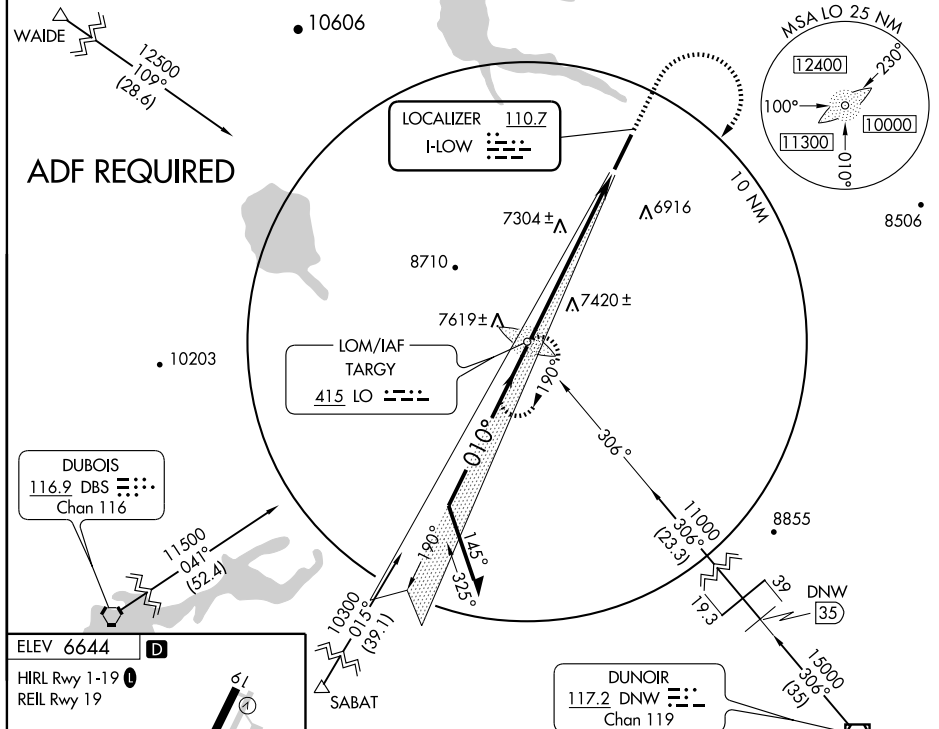 WAIDE
12500
109°
(28.6)
10606
MSA LO 25 NM
12400
230°
100°
11300
10000
010°
ADF REQUIRED
LOCALIZER 110.7
I-LOW
10 NM
8506
7304 ±
6916
8710
7420 ±
7619±
10203
LOM/IAF
TARGY
415 LO
190°
010°
306°
DUBOIS
116.9 DBS
Chan 116
11500
041°
(52.4)
190°
145°
325°
11000
306°
(23.3)
8855
39
19.3
DNW
35
10300
015°
(39.1)
SABAT
15000
306°
(35)
DUNOIR
117.2 DNW
Chan 119
ELEV 6644 D
HIRL Rwy 1-19 L
REIL Rwy 19
19
A